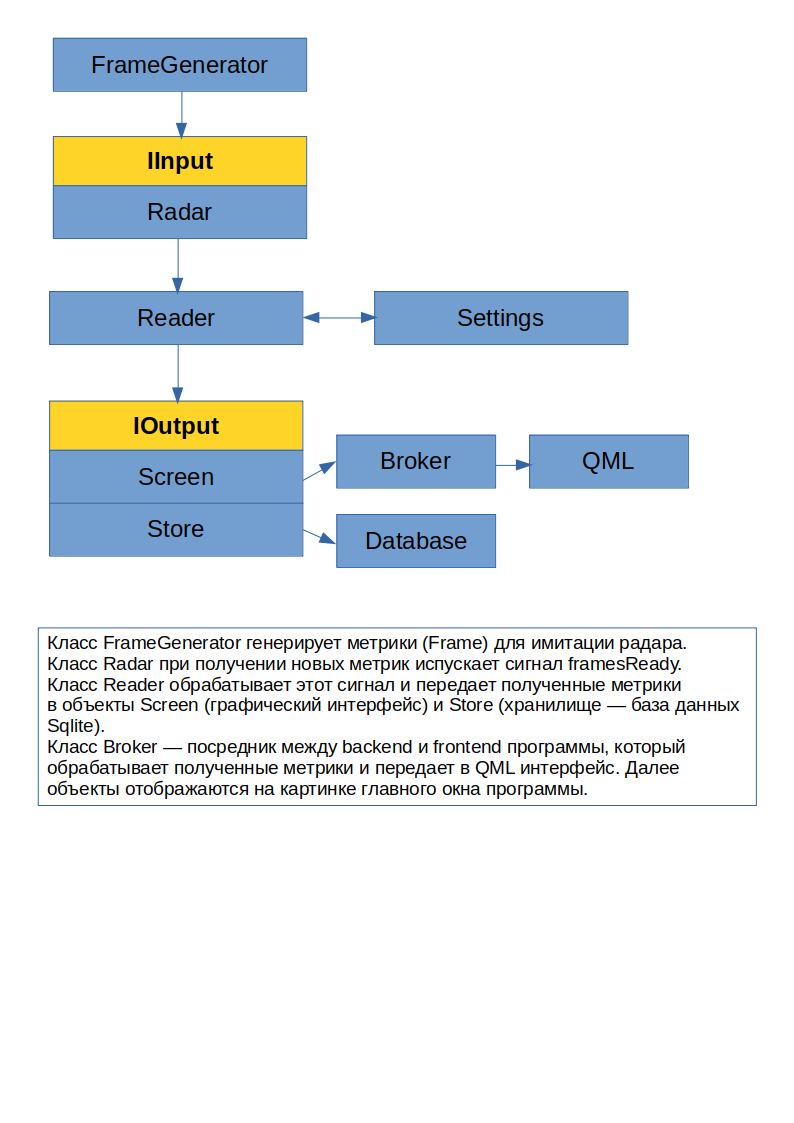 FrameGenerator
IInput
Radar
Reader
Settings
IOutput
Screen
Store
Broker
QML
Database
Класс FrameGenerator генерирует метрики (Frame) для имитации радара.
Класс Radar при получении новых метрик испускает сигнал framesReady.
Класс Reader обрабатывает этот сигнал и передает полученные метрики
в объекты Screen (графический интерфейс) и Store (хранилище — база данных
Sqlite).
Класс Broker — посредник между backend и frontend программы, который
обрабатывает полученные метрики и передает в QML интерфейс. Далее
объекты отображаются на картинке главного окна программы.